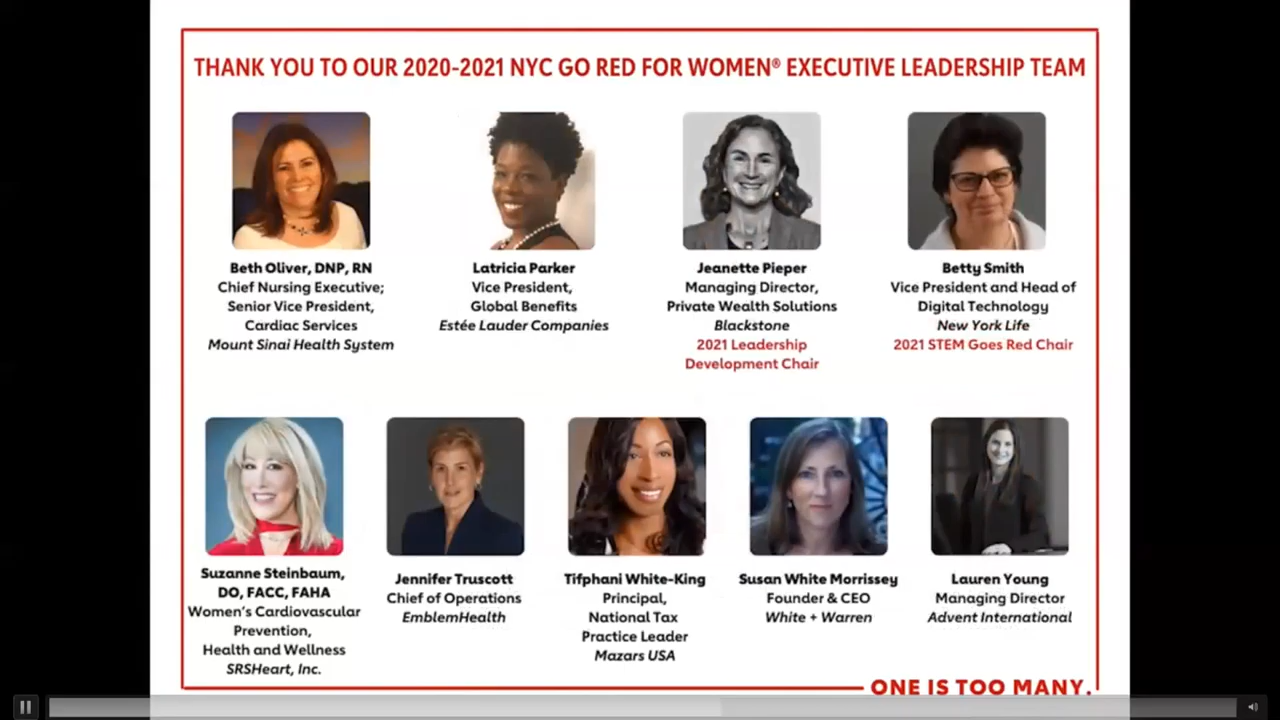 THANK YOU TO OUR 2020-2021 NYC GO RED FOR WOMEN® EXECUTIVE LEADERSHIP TEAM
Beth Oliver, DNP, RN
Chief Nursing Executive;
Senior Vice President,
Cardiac Services
Mount Sinai Health System
Latricia Parker
Vice President,
Global Benefits
Estée Lauder Companies
Jeanette Pieper
Managing Director,
Private Wealth Solutions
Blackstone
2021 Leadership
Development Chair
Betty Smith
Vice President and Head of
Digital Technology
New York Life
2021 STEM Goes Red Chair
Suzanne Steinbaum,
DO, FACC, FAHA
Women's Cardiovascular
Prevention,
Health and Wellness
SRSHeart, Inc.
Jennifer Truscott
Chief of Operations
EmblemHealth
Tifphani White-King
Principal,
National Tax
Practice Leader
Mazars USA
Susan White Morrissey
Founder & CEO
White + Warren
Lauren Young
Managing Director
Advent International
ONE IS TOO MANY.